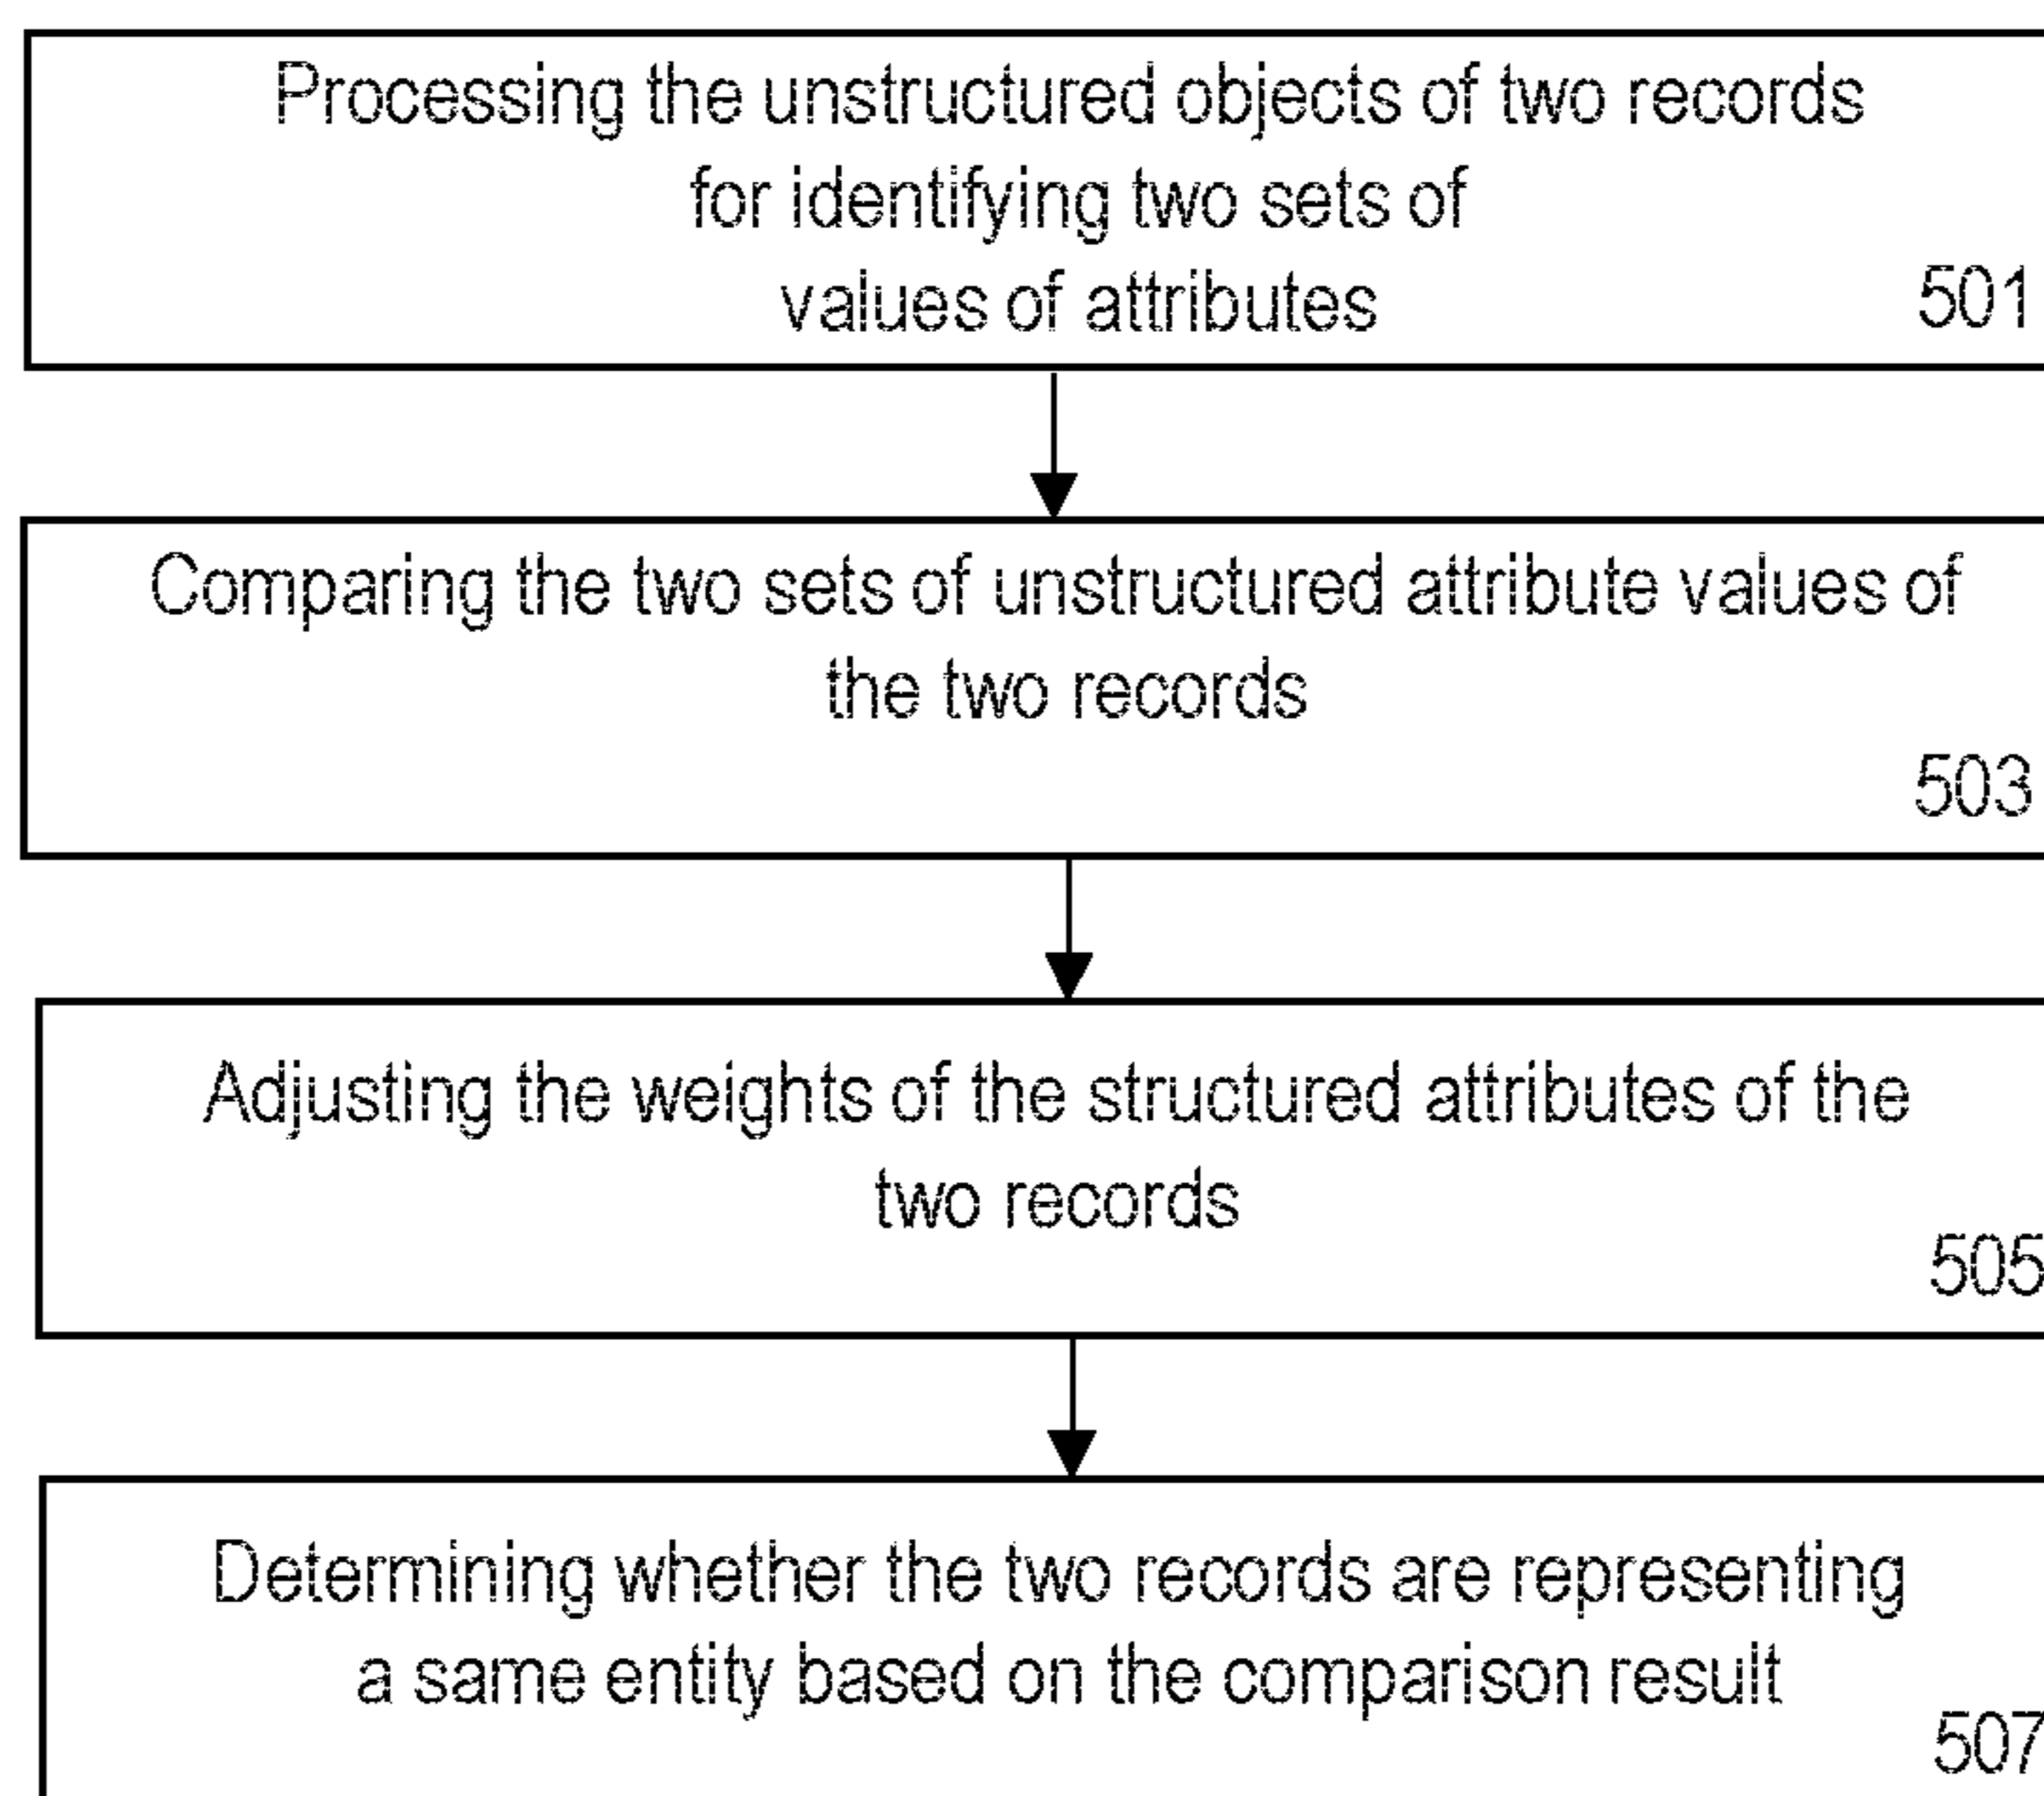 Processing the unstructured objects of two records
for identifying two sets of
values of attributes
501
Comparing the two sets of unstructured attribute values of
the two records
503
Adjusting the weights of the structured attributes of the
two records
505
Determining whether the two records are representing
a same entity based on the comparison result
507